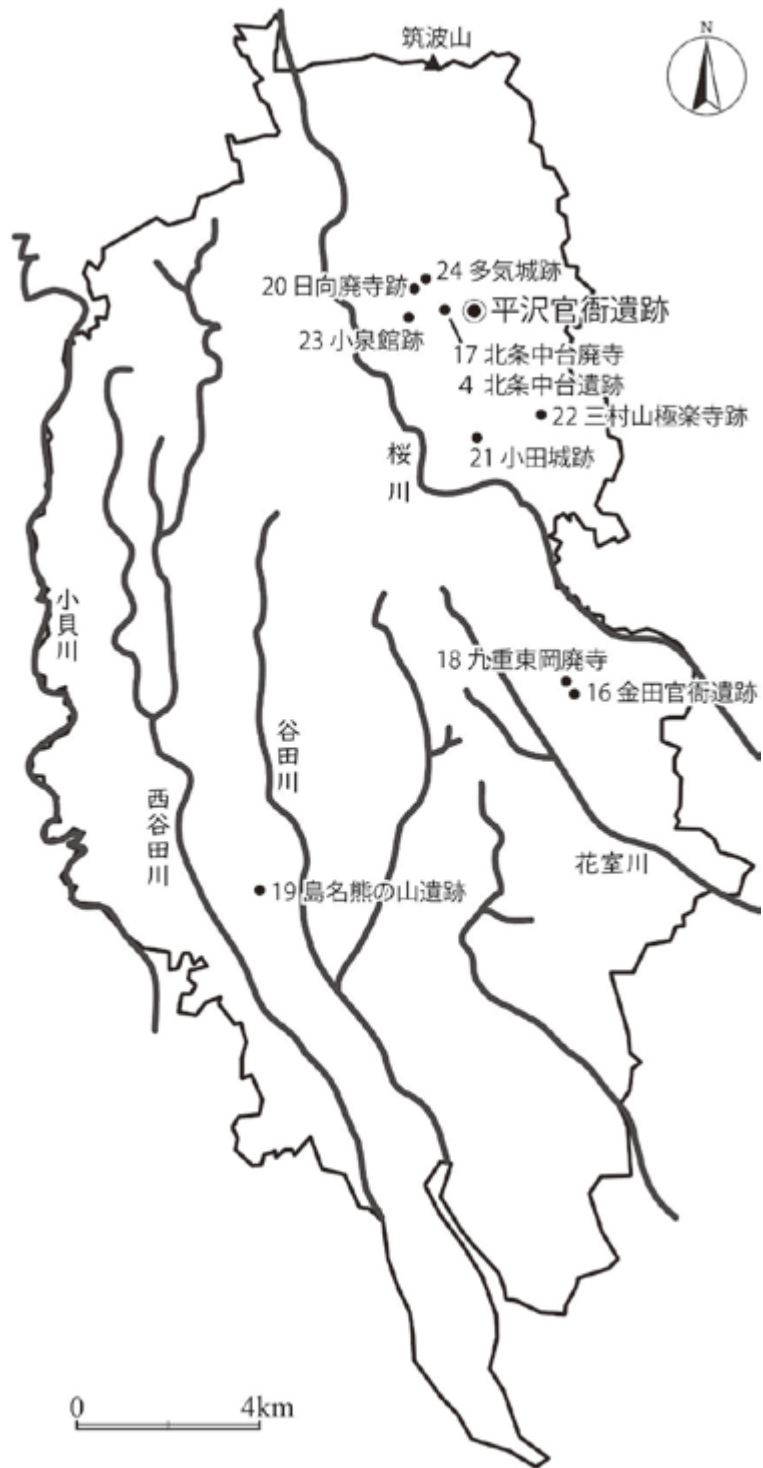 筑波山
N
24 多気城跡
20 日向廃寺跡
平沢官衙遺跡
23 小泉館跡
17 北条中台廃寺
4 北条中台遺跡
22 三村山極楽寺跡
21 小田城跡
桜川
小貝川
18 九重東岡廃寺
16 金田官衙遺跡
谷田川
西谷田川
花室川
19 島名熊の山遺跡
0 4km